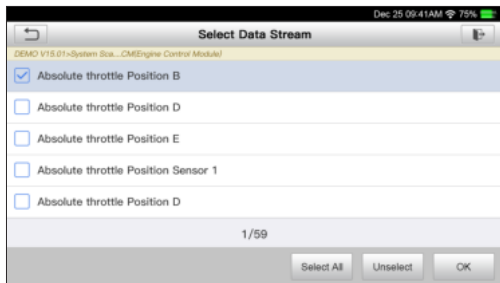 Dec 25 09:41AM 75%
Select Data Stream
DEMO V15.01>System Sca....CM(Engine Control Module)
Absolute throttle Position B
Absolute throttle Position D
Absolute throttle Position E
Absolute throttle Position Sensor 1
Absolute throttle Position D
1/59
Select All Unselect OK